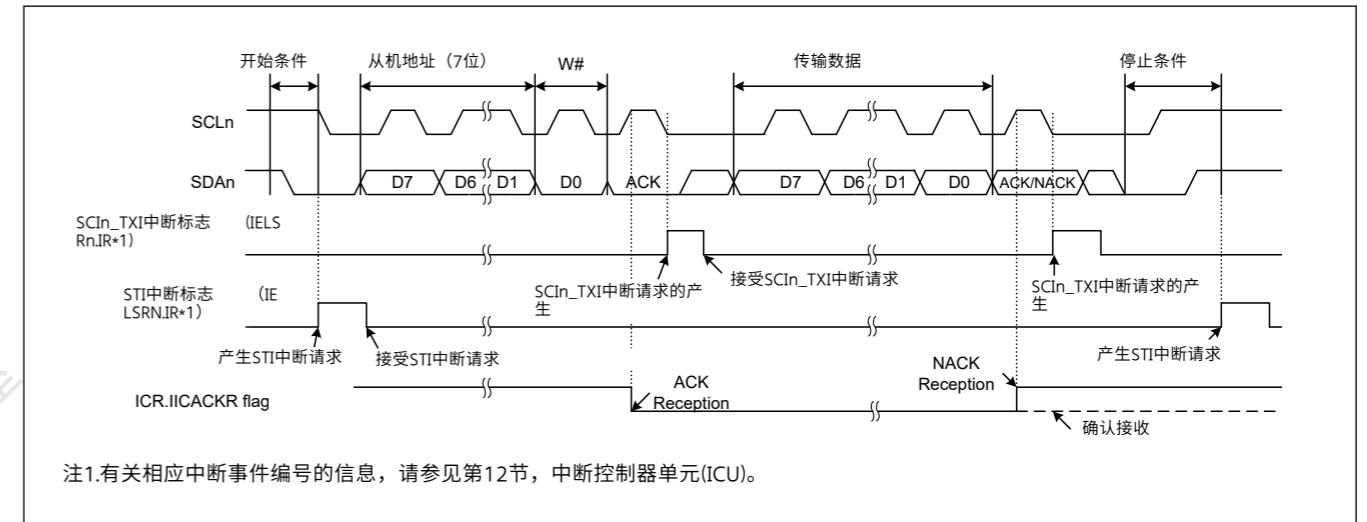 开始条件
从机地址（7位）
W#
传输数据
停止条件
SCLn
SDAn
D7
D6
D1
D0
ACK
D7
D6
D1
D0
ACK/NACK
SCIn_TXI中断标志 (IELS
Rn.IR*1)
SCIn_TXI中断请求的产
生
接受SCIn_TXI中断请求
SCIn_TXI中断请求的产
生
STI中断标志 （IE
LSRN.IR*1）
产生STI中断请求
接受STI中断请求
产生STI中断请求
ICR.IICACKR flag
ACK
Reception
NACK
Reception
确认接收
注1.有关相应中断事件编号的信息，请参见第12节，中断控制器单元(ICU)。